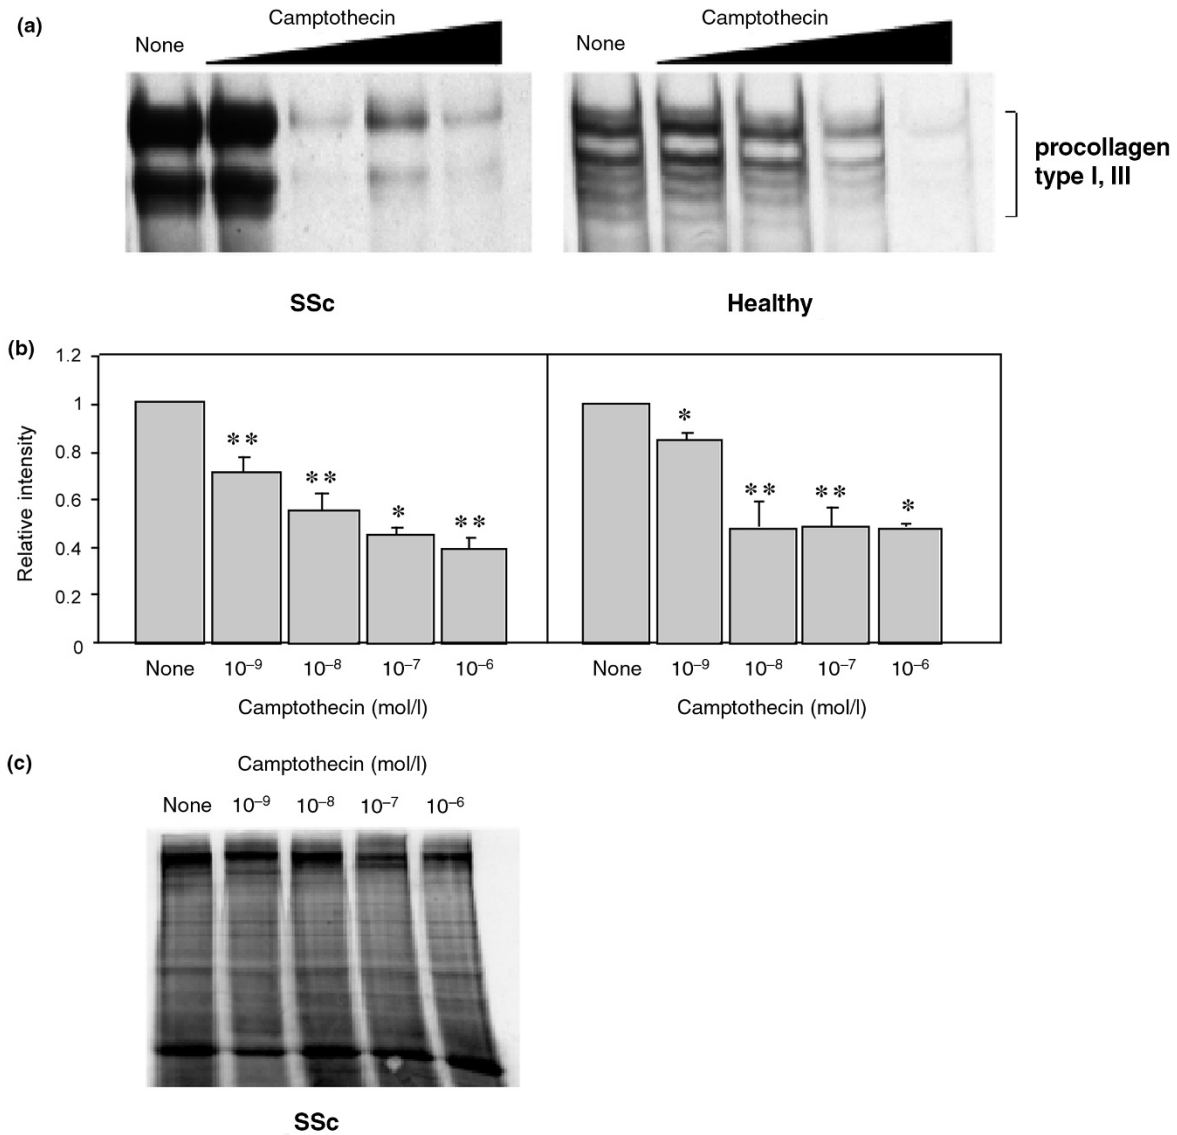 (a)
Camptothecin
Camptothecin
None
None
procollagen
type I, III
SSc
Healthy
(b)
1.2
1
0.8
0.6
0.4
0.2
0
Relative intensity
**
**
*
**
*
**
**
*
None 10–9 10–8 10–7 10–6
None 10–9 10–8 10–7 10–6
Camptothecin (mol/l)
Camptothecin (mol/l)
(c)
Camptothecin (mol/l)
None 10–9 10–8 10–7 10–6
SSc